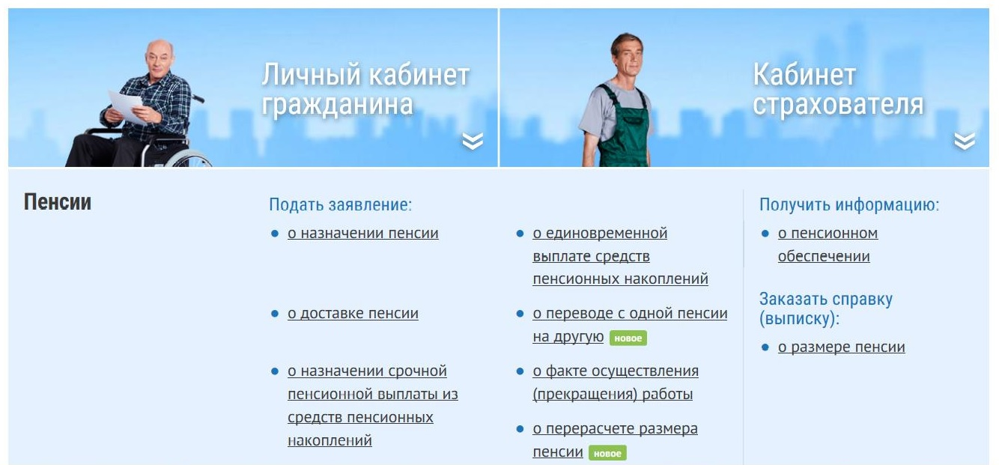 Личный кабинет
гражданина
Кабинет
страхователя
Пенсии
Подать заявление:
о назначении пенсии
о доставке пенсии
о назначении срочной
пенсионной выплаты из
средств пенсионных
накоплений
о единовременной
выплате средств
пенсионных накоплений
о переводе с одной пенсии
на другую новое
о факте осуществления
(прекращения) работы
о перерасчете размера
пенсии новое
Получить информацию:
о пенсионном
обеспечении
Заказать справку
(выписку):
о размере пенсии